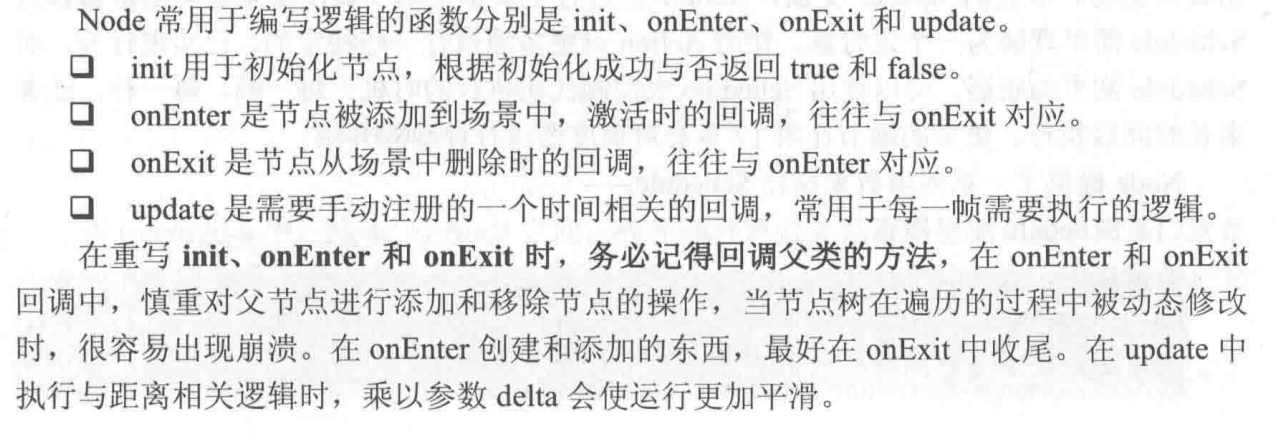 Node 常用于编写逻辑的函数分别是 init、onEnter、onExit 和 update。
❑ init 用于初始化节点，根据初始化成功与否返回 true 和 false。
❑ onEnter 是节点被添加到场景中，激活时的回调，往往与 onExit 对应。
❑ onExit 是节点从场景中删除时的回调，往往与 onEnter 对应。
❑ update 是需要手动注册的一个时间相关的回调，常用于每一帧需要执行的逻辑。
在重写 init、onEnter 和 onExit 时，务必记得回调父类的方法，在 onEnter 和 onExit
回调中，慎重对父节点进行添加和移除节点的操作，当节点树在遍历的过程中被动态修改
时，很容易出现崩溃。在 onEnter 创建和添加的东西，最好在 onExit 中收尾。在 update 中
执行与距离相关逻辑时，乘以参数 delta 会使运行更加平滑。